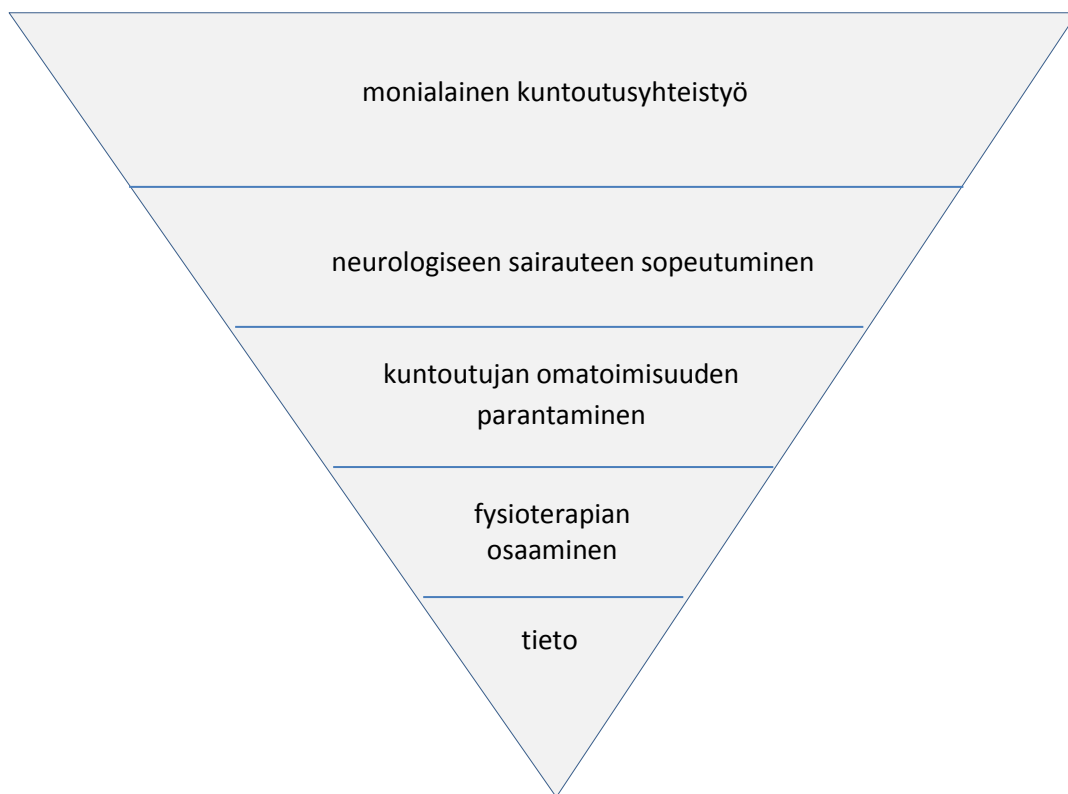 monialainen kuntoutusyhteistyö
neurologiseen sairauteen sopeutuminen
kuntoutujan omatoimisuuden
parantaminen
fysioterapian
osaaminen
tieto